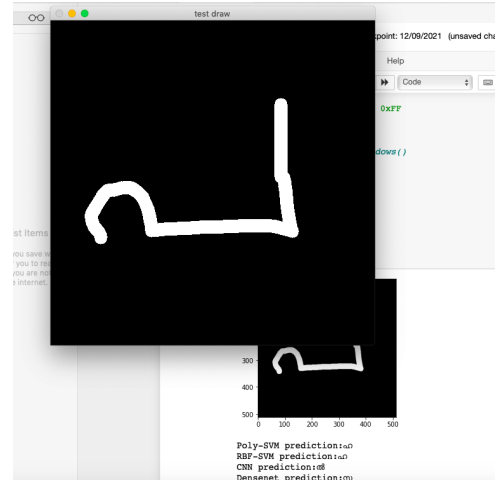 test draw
point: 12/09/2021 (unsaved cha
Help
Code
0xFF
dows()
st Items
you save w
you to rea
you are not
internet.
300
400
500
0 100 200 300 400 500
Poly-SVM prediction:
RBF-SVM prediction:
CNN prediction:
Densenet prediction: